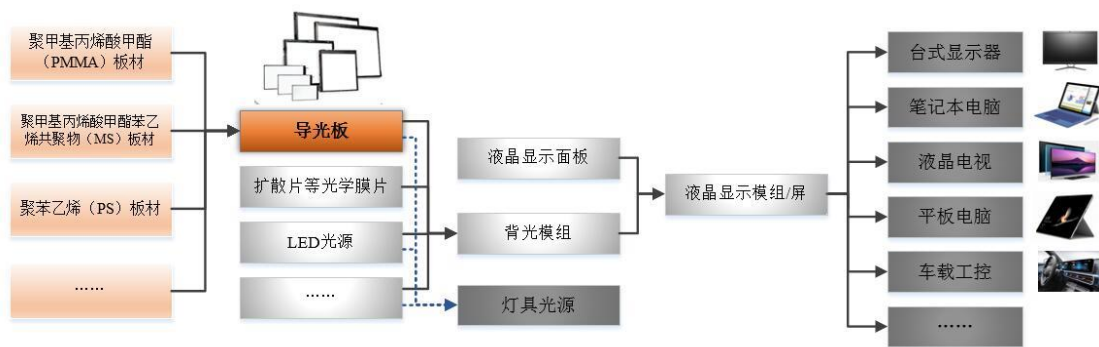 聚甲基丙烯酸甲酯
（PMMA）板材
聚甲基丙烯酸甲酯苯乙
烯共聚物（MS）板材
聚苯乙烯（PS）板材
……
导光板
扩散片等光学膜片
LED光源
……
液晶显示面板
背光模组
灯具光源
液晶显示模组/屏
台式显示器
笔记本电脑
液晶电视
平板电脑
车载工控
……